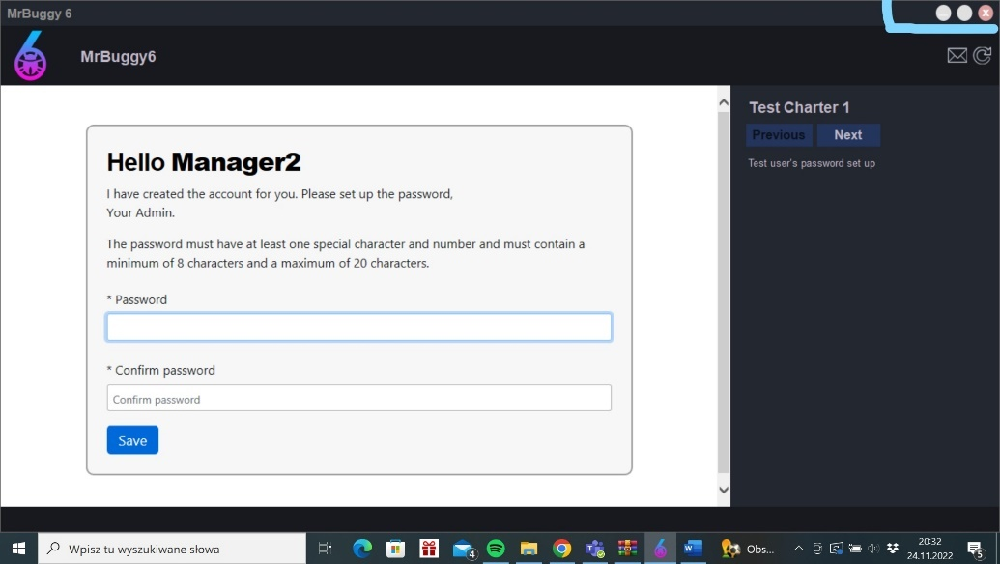 MrBuggy 6
MrBuggy6
Test Charter 1
Previous Next
Test user's password set up
Hello Manager2
I have created the account for you. Please set up the password,
Your Admin.
The password must have at least one special character and number and must contain a
minimum of 8 characters and a maximum of 20 characters.
* Password
* Confirm password
Confirm password
Save
Wpisz tu wyszukiwane słowa
4
W
Obs...
20:32
24.11.2022
5